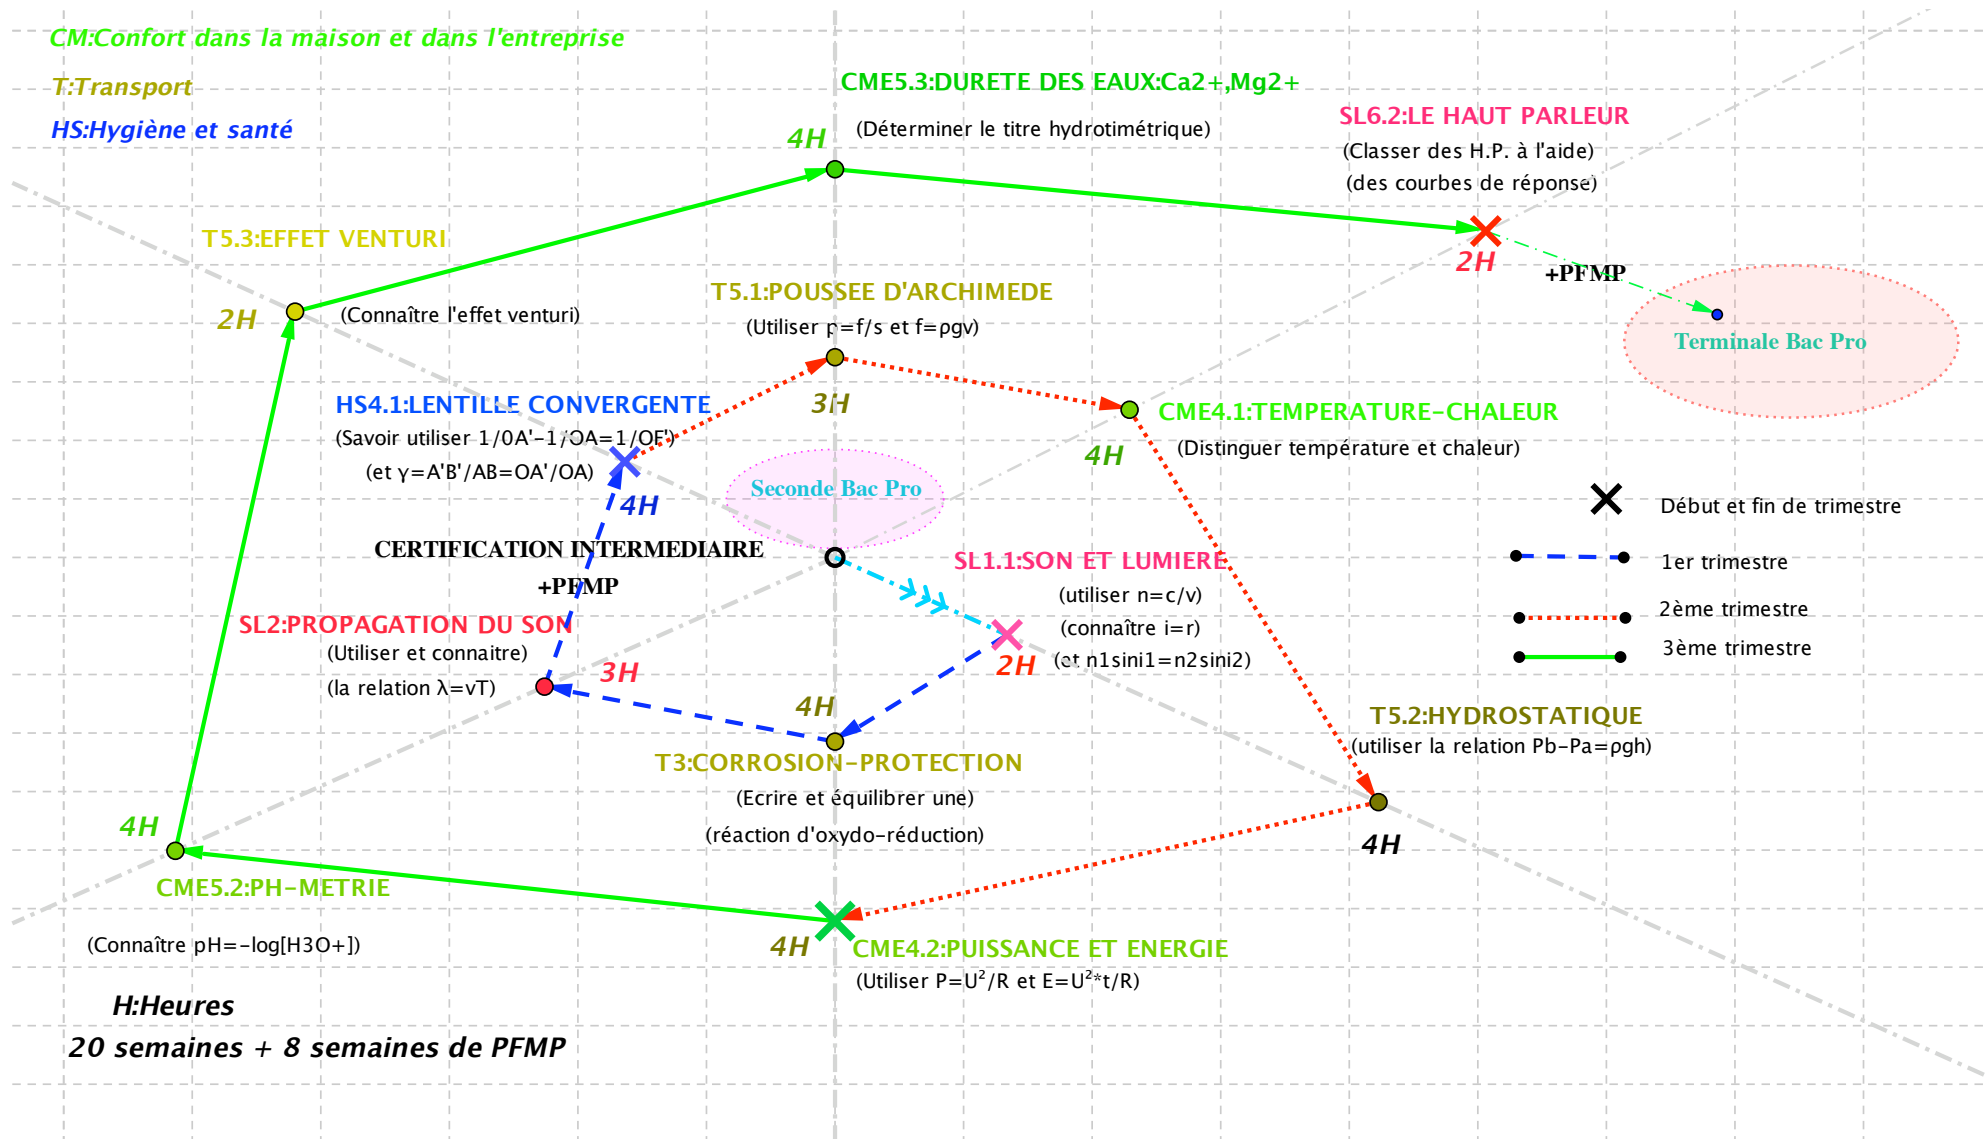 CM:Confort dans la maison et dans l'entreprise
T:Transport
HS:Hygiène et santé
CME5.3:DURETE DES EAUX:Ca2+,Mg2+
(Déterminer le titre hydrotimétrique)
4H
SL6.2:LE HAUT PARLEUR
(Classer des H.P. à l'aide)
(des courbes de réponse)
2H
+PFMP
Terminale Bac Pro
T5.3:EFFET VENTURI
2H
(Connaître l'effet venturi)
T5.1:POUSSEE D'ARCHIMEDE
(Utiliser p=f/s et f=ρgv)
3H
HS4.1:LENTILLE CONVERGENTE
(Savoir utiliser 1/0A'-1/OA=1/OF')
(et γ=A'B'/AB=OA'/OA)
4H
CME4.1:TEMPERATURE-CHALEUR
(Distinguer température et chaleur)
4H
Seconde Bac Pro
CERTIFICATION INTERMEDIAIRE
+PFMP
SL1.1:SON ET LUMIERE
(utiliser n=c/v)
(connaître i=r)
(et n1sini1=n2sini2)
2H
Début et fin de trimestre
1er trimestre
2ème trimestre
3ème trimestre
SL2:PROPAGATION DU SON
(Utiliser et connaitre)
(la relation λ=vT)
3H
4H
T3:CORROSION-PROTECTION
(Ecrire et équilibrer une)
(réaction d'oxydo-réduction)
T5.2:HYDROSTATIQUE
(utiliser la relation Pb-Pa=ρgh)
4H
4H
CME5.2:PH-METRIE
(Connaître pH=-log[H3O+])
4H
CME4.2:PUISSANCE ET ENERGIE
(Utiliser P=U²/R et E=U²*t/R)
H:Heures
20 semaines + 8 semaines de PFMP